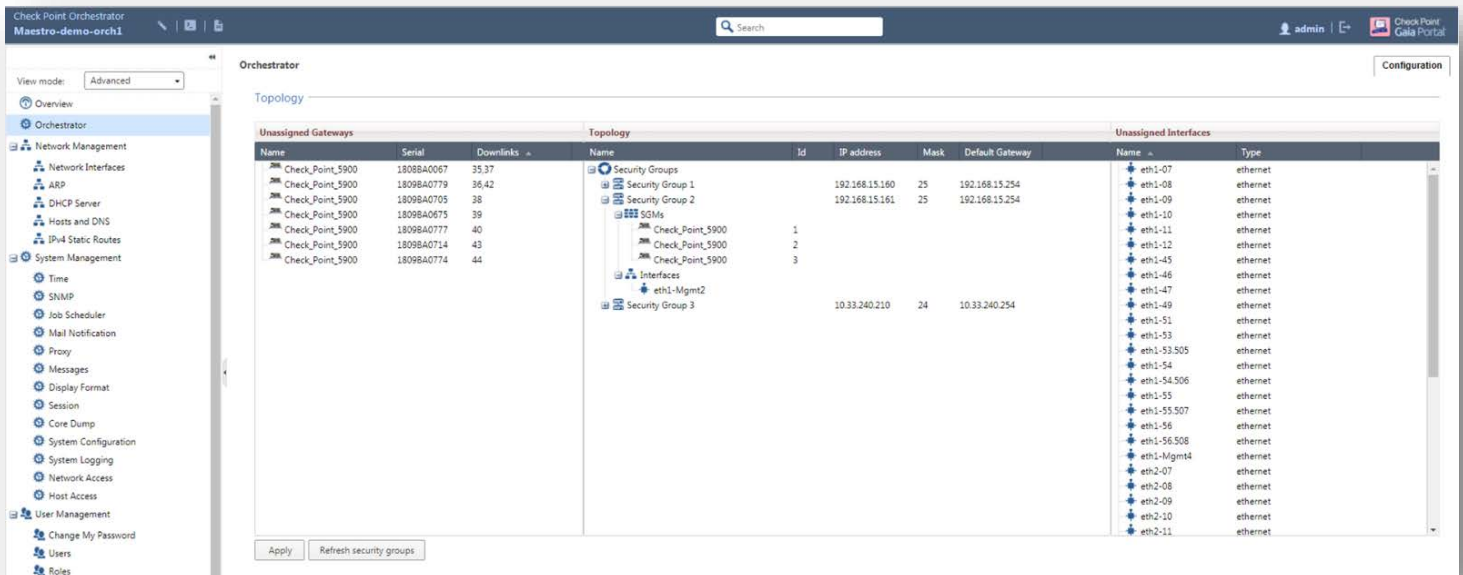 Check Point Orchestrator
Maestro-demo-orch1
Search
admin
Check Point
Gaia Portal
View mode: Advanced
Overview
Orchestrator
Network Management
Network Interfaces
ARP
DHCP Server
Hosts and DNS
IPv4 Static Routes
System Management
Time
SNMP
Job Scheduler
Mail Notification
Proxy
Messages
Display Format
Session
Core Dump
System Configuration
System Logging
Network Access
Host Access
User Management
Change My Password
Users
Roles
Orchestrator
Configuration
Topology
Unassigned Gateways
Name Serial Downlinks
Check_Point_5900 1808BA0067 35,37
Check_Point_5900 1809BA0779 36,42
Check_Point_5900 1809BA0705 38
Check_Point_5900 1809BA0675 39
Check_Point_5900 1809BA0777 40
Check_Point_5900 1809BA0714 43
Check_Point_5900 1809BA0774 44
Topology
Name Id IP address Mask Default Gateway
Security Groups
Security Group 1 192.168.15.160 25 192.168.15.254
Security Group 2 192.168.15.161 25 192.168.15.254
SGMs
Check_Point_5900 1
Check_Point_5900 2
Check_Point_5900 3
Interfaces
eth1-Mgmt2
Security Group 3 10.33.240.210 24 10.33.240.254
Unassigned Interfaces
Name Type
eth1-07 ethernet
eth1-08 ethernet
eth1-09 ethernet
eth1-10 ethernet
eth1-11 ethernet
eth1-12 ethernet
eth1-45 ethernet
eth1-46 ethernet
eth1-47 ethernet
eth1-49 ethernet
eth1-51 ethernet
eth1-53 ethernet
eth1-53.505 ethernet
eth1-54 ethernet
eth1-54.506 ethernet
eth1-55 ethernet
eth1-55.507 ethernet
eth1-56 ethernet
eth1-56.508 ethernet
eth1-Mgmt4 ethernet
eth2-07 ethernet
eth2-08 ethernet
eth2-09 ethernet
eth2-10 ethernet
eth2-11 ethernet
Apply
Refresh security groups